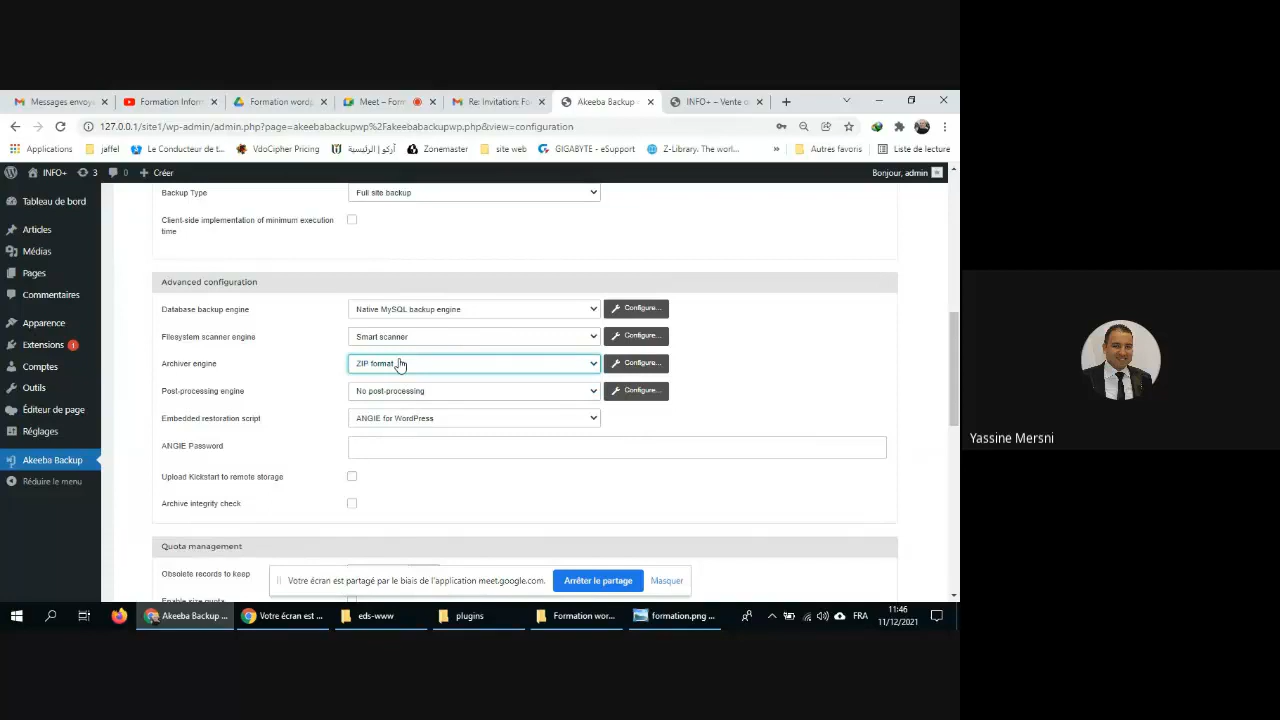 Messages envoy
Formation Inform
Formation wordp
Meet – Form
Re: Invitation: Fo
Akeeba Backup
INFO+ – Vente o
127.0.0.1/site1/wp-admin/admin.php?page=akeebabackupwp%2Fakeebabackupwp.php&view=configuration
Applications
jaffel
Le Conducteur de t...
VdoCipher Pricing
أركو | الرئيسية
Zonemaster
site web
GIGABYTE - eSupport
Z-Library. The worl...
»
Autres favoris
Liste de lecture
INFO+
3
0
Créer
Bonjour, admin
Tableau de bord
Articles
Médias
Pages
Commentaires
Apparence
Extensions 1
Comptes
Outils
Éditeur de page
Réglages
Akeeba Backup
Réduire le menu
Backup Type
Full site backup
Client-side implementation of minimum execution
time
Advanced configuration
Database backup engine
Native MySQL backup engine
Configure...
Filesystem scanner engine
Smart scanner
Configure...
Archiver engine
ZIP format
Configure...
Post-processing engine
No post-processing
Configure...
Embedded restoration script
ANGIE for WordPress
ANGIE Password
Upload Kickstart to remote storage
Archive integrity check
Quota management
Obsolete records to keep
Enable size quota
Votre écran est partagé par le biais de l'application meet.google.com.
Arrêter le partage
Masquer
Akeeba Backup ...
Votre écran est ...
eds-www
plugins
Formation wor...
formation.png ...
FRA
11:46
11/12/2021
Yassine Mersni